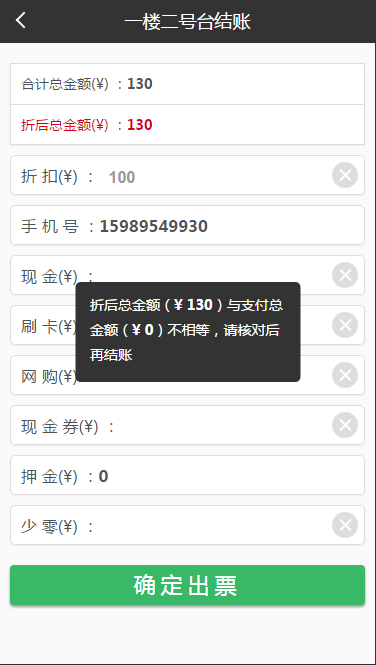 一楼二号台结账
合计总金额(¥) ：130
折后总金额(¥) ：130
折 扣(¥) ： 100
手 机 号 ：15989549930
现 金(¥) ：
折后总金额（¥ 130）与支付总
刷 卡(¥)
金额（¥ 0）不相等，请核对后
再结账
网 购(¥)
现 金 券(¥) ：
押 金(¥) ：0
少 零(¥) ：
确定出票